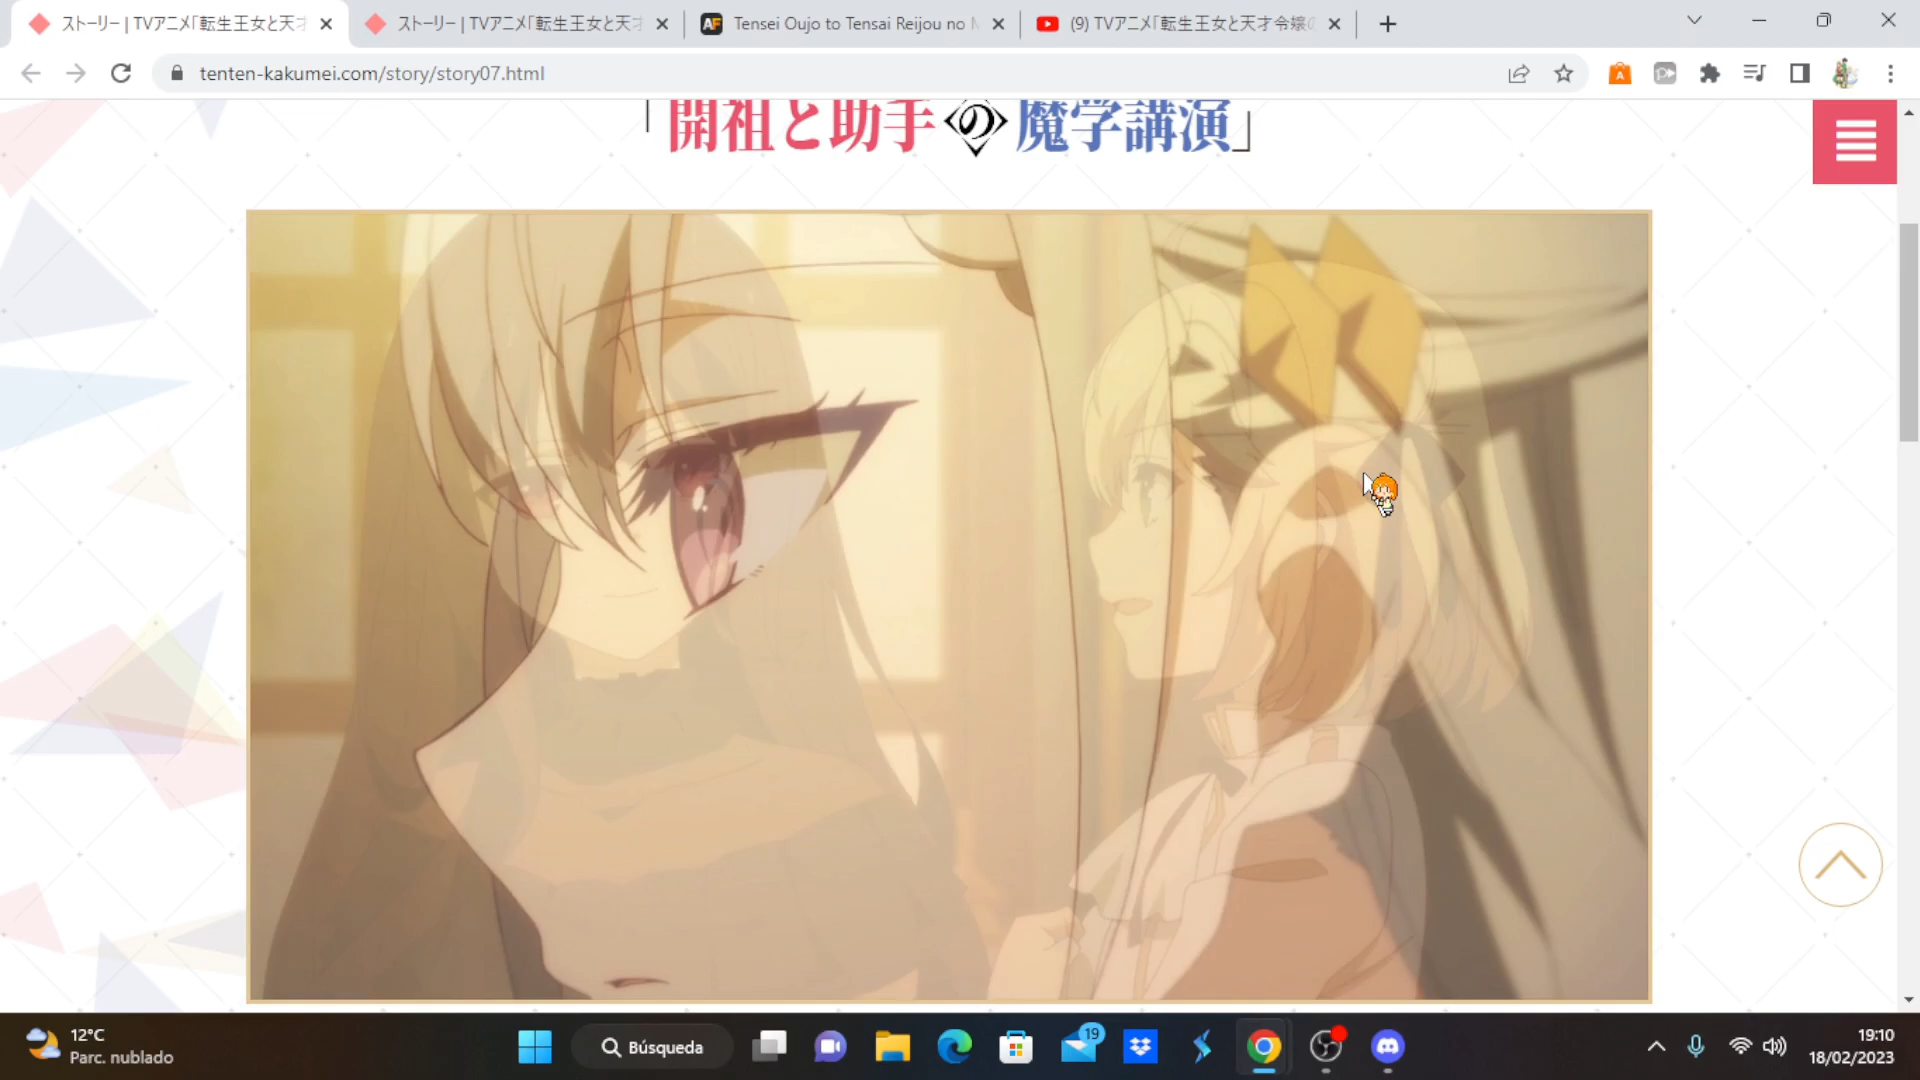 ストーリー | TVアニメ「転生王女と天才
ストーリー | TVアニメ「転生王女と天才
Tensei Oujo to Tensai Reijou no M
(9) TVアニメ「転生王女と天才令嬢の
tenten-kakumei.com/story/story07.html
「開祖と助手の魔学講演」
12°C
Parc. nublado
Búsqueda
19
19:10
18/02/2023